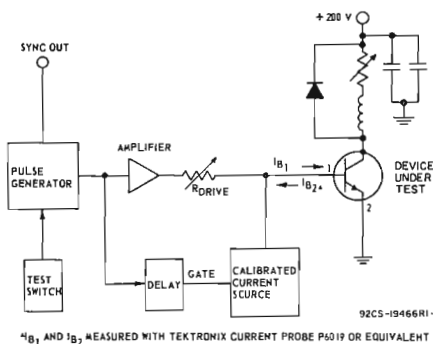 +200 V
SYNC OUT
AMPLIFIER
PULSE
GENERATOR
RDRIVE
IB1
IB2▲
1
2
DEVICE
UNDER
TEST
TEST
SWITCH
DELAY
GATE
CALIBRATED
CURRENT
SOURCE
92CS-19466R1
▲IB1 AND IB2 MEASURED WITH TEKTRONIX CURRENT PROBE P6019 OR EQUIVALENT